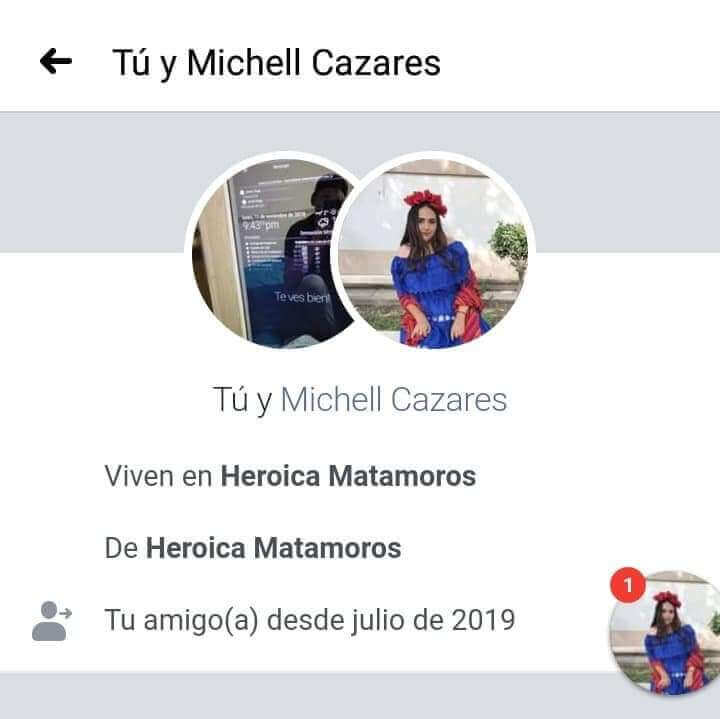 Tú y Michell Cazares
9:43 pm
Te ves bien!
Tú y Michell Cazares
Viven en Heroica Matamoros
De Heroica Matamoros
1
Tu amigo(a) desde julio de 2019